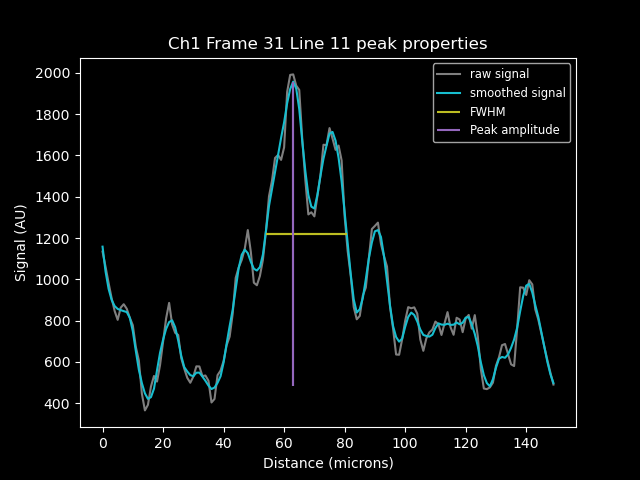 Ch1 Frame 31 Line 11 peak properties
raw signal
smoothed signal
FWHM
Peak amplitude
Signal (AU)
2000
1800
1600
1400
1200
1000
800
600
400
0 20 40 60 80 100 120 140
Distance (microns)